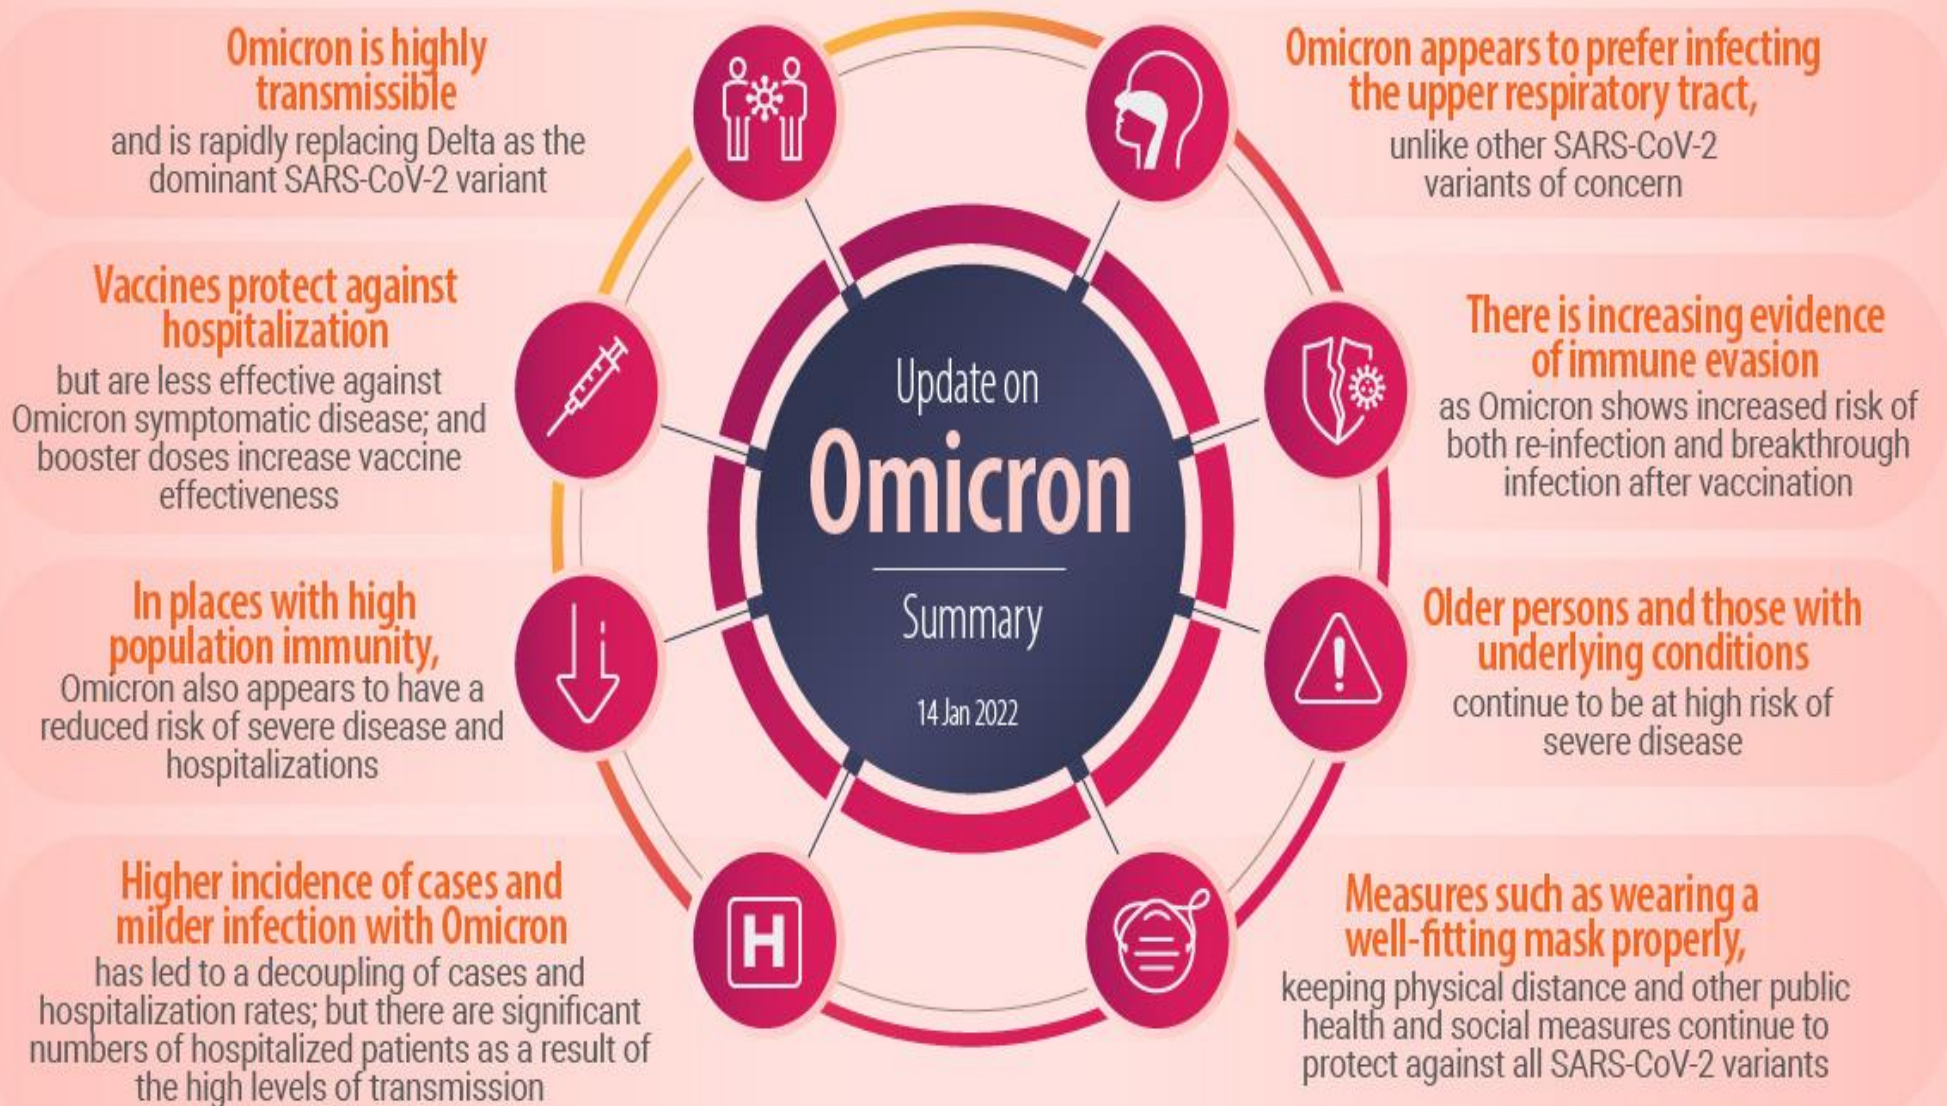 Omicron is highly
transmissible
and is rapidly replacing Delta as the
dominant SARS-CoV-2 variant
Vaccines protect against
hospitalization
but are less effective against
Omicron symptomatic disease; and
booster doses increase vaccine
effectiveness
In places with high
population immunity,
Omicron also appears to have a
reduced risk of severe disease and
hospitalizations
Higher incidence of cases and
milder infection with Omicron
has led to a decoupling of cases and
hospitalization rates; but there are significant
numbers of hospitalized patients as a result of
the high levels of transmission
H
Update on
Omicron
Summary
14 Jan 2022
Omicron appears to prefer infecting
the upper respiratory tract,
unlike other SARS-CoV-2
variants of concern
There is increasing evidence
of immune evasion
as Omicron shows increased risk of
both re-infection and breakthrough
infection after vaccination
Older persons and those with
underlying conditions
continue to be at high risk of
severe disease
Measures such as wearing a
well-fitting mask properly,
keeping physical distance and other public
health and social measures continue to
protect against all SARS-CoV-2 variants